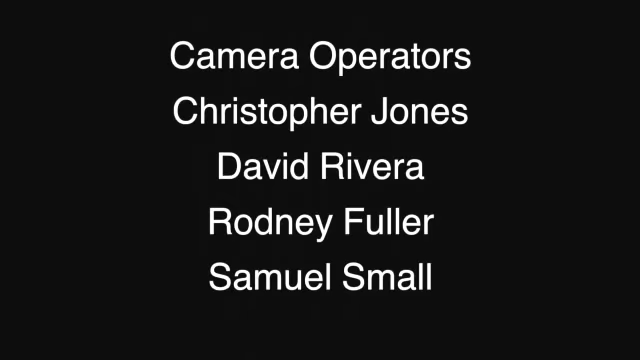 Camera Operators
Christopher Jones
David Rivera
Rodney Fuller
Samuel Small